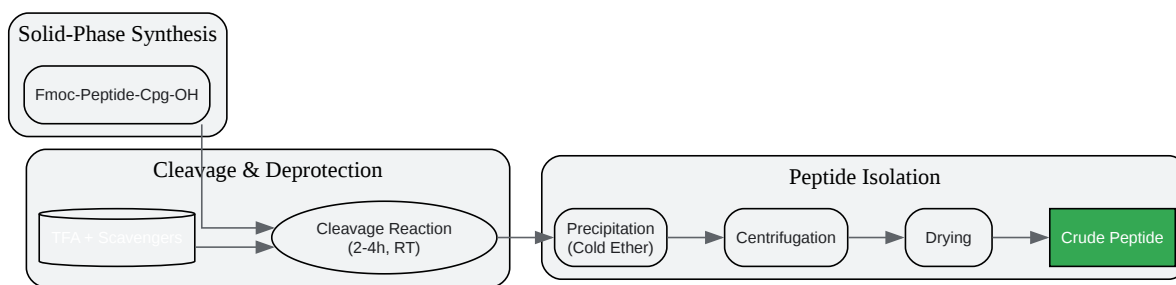 Solid-Phase Synthesis
Fmoc-Peptide-Cpg-OH
Cleavage & Deprotection
TFA + Scavengers
Cleavage Reaction
(2-4h, RT)
Peptide Isolation
Precipitation
(Cold Ether)
Centrifugation
Drying
Crude Peptide